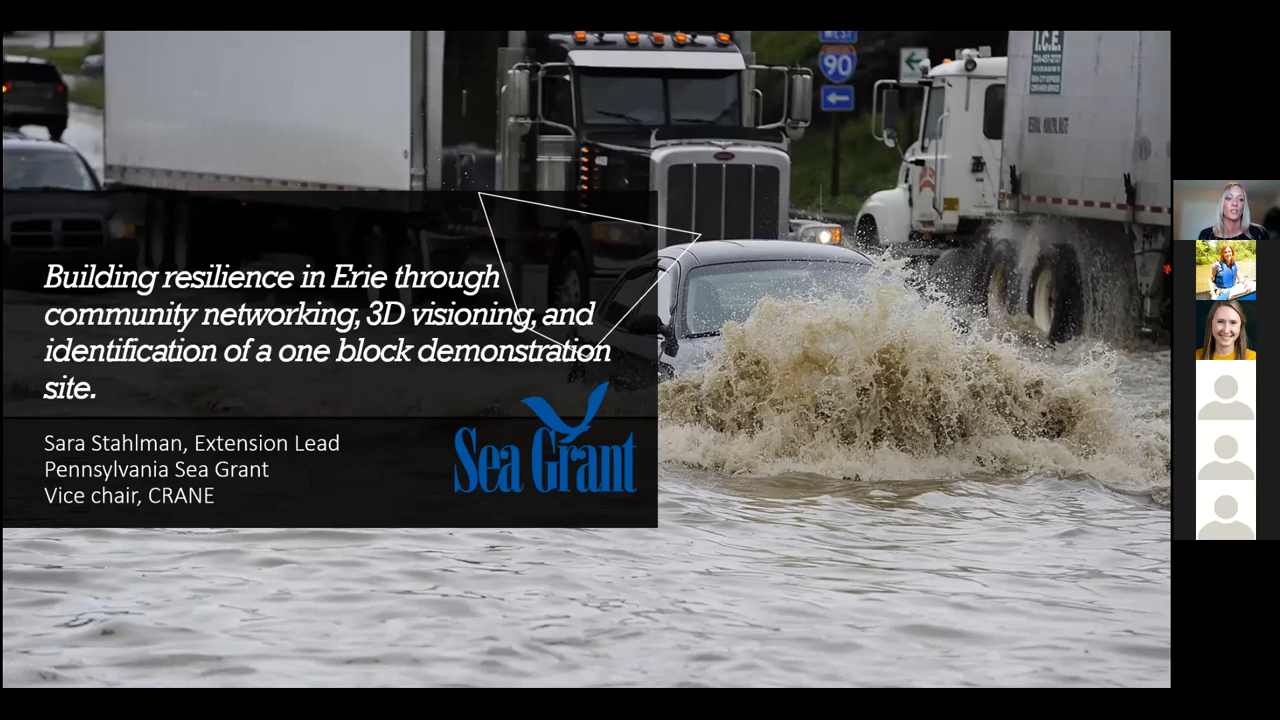 WEST
90
I.C.E.
Building resilience in Erie through
community networking, 3D visioning, and
identification of a one block demonstration
site.
Sara Stahlman, Extension Lead
Pennsylvania Sea Grant
Vice chair, CRANE
Sea Grant